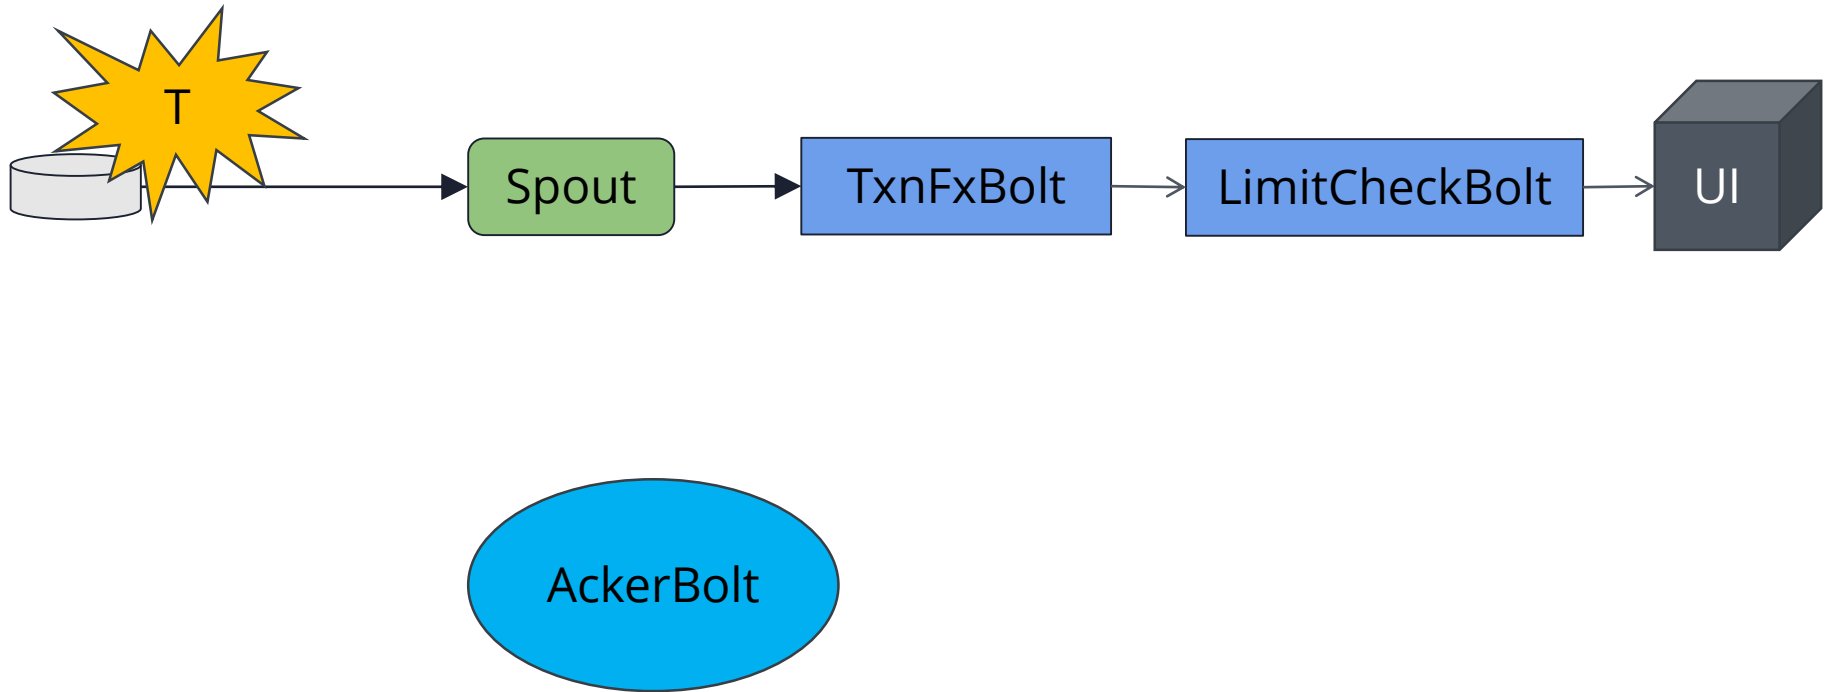 T
Spout
TxnFxBolt
LimitCheckBolt
UI
AckerBolt